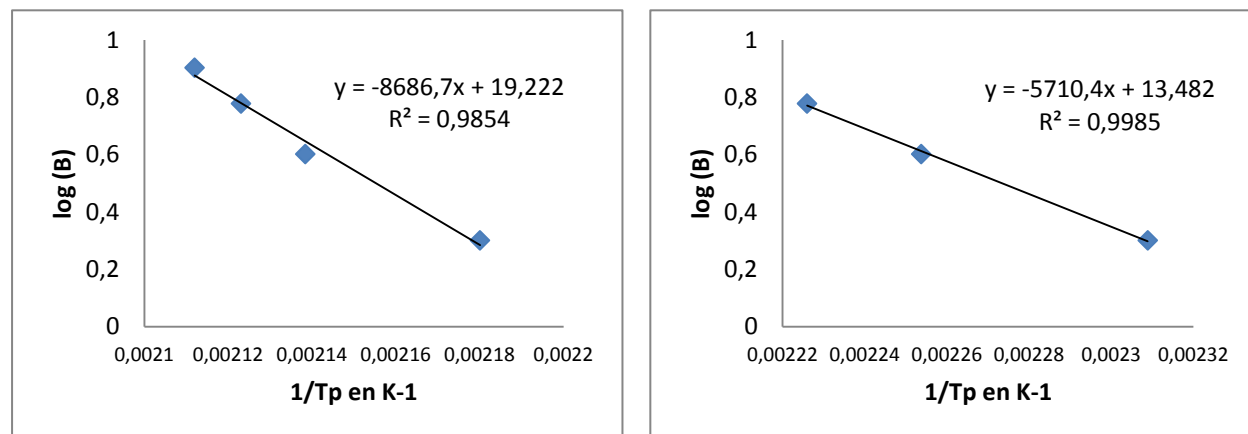 1
0,8
0,6
0,4
0,2
0
log (B)
y = -8686,7x + 19,222
R² = 0,9854
0,0021 0,00212 0,00214 0,00216 0,00218 0,0022
1/Tp en K-1
1
0,8
0,6
0,4
0,2
0
log (B)
y = -5710,4x + 13,482
R² = 0,9985
0,00222 0,00224 0,00226 0,00228 0,0023 0,00232
1/Tp en K-1